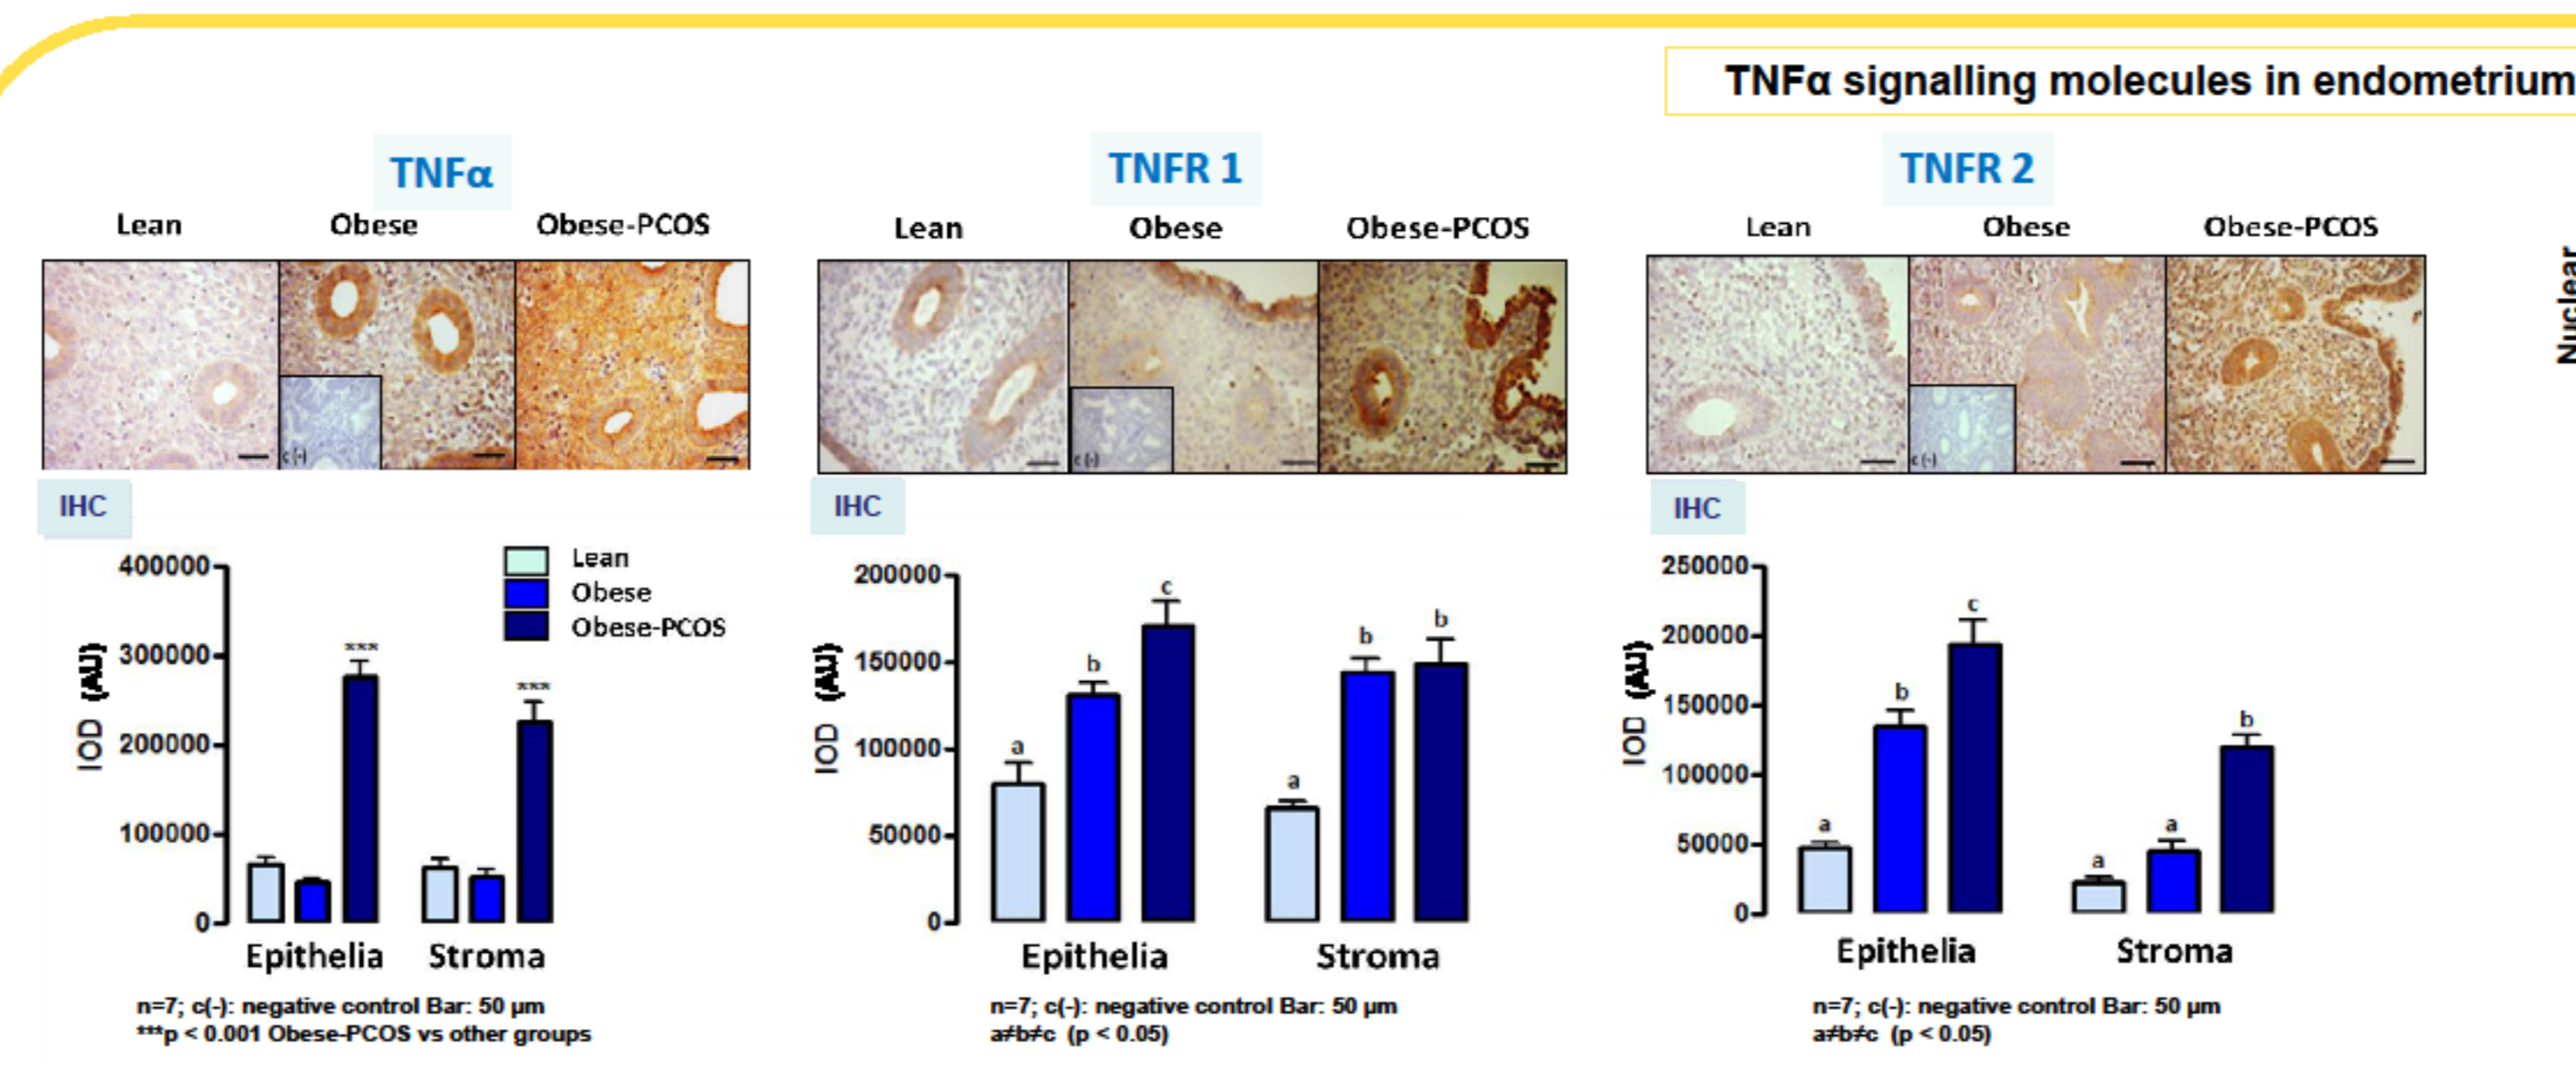 TNFα signalling molecules in endometrium
TNFα
Lean Obese Obese-PCOS
c (-)
IHC
Lean
Obese
Obese-PCOS
IOD (AU)
400000
300000
200000
100000
0
***
***
Epithelia Stroma
n=7; c(-): negative control Bar: 50 µm
***p < 0.001 Obese-PCOS vs other groups
TNFR 1
Lean Obese Obese-PCOS
c (-)
IHC
IOD (AU)
200000
150000
100000
50000
0
a b c
a b b
Epithelia Stroma
n=7; c(-): negative control Bar: 50 µm
a≠b≠c (p < 0.05)
TNFR 2
Lean Obese Obese-PCOS
c (-)
IHC
IOD (AU)
250000
200000
150000
100000
50000
0
a b c
a a b
Epithelia Stroma
n=7; c(-): negative control Bar: 50 µm
a≠b≠c (p < 0.05)
Nuclear